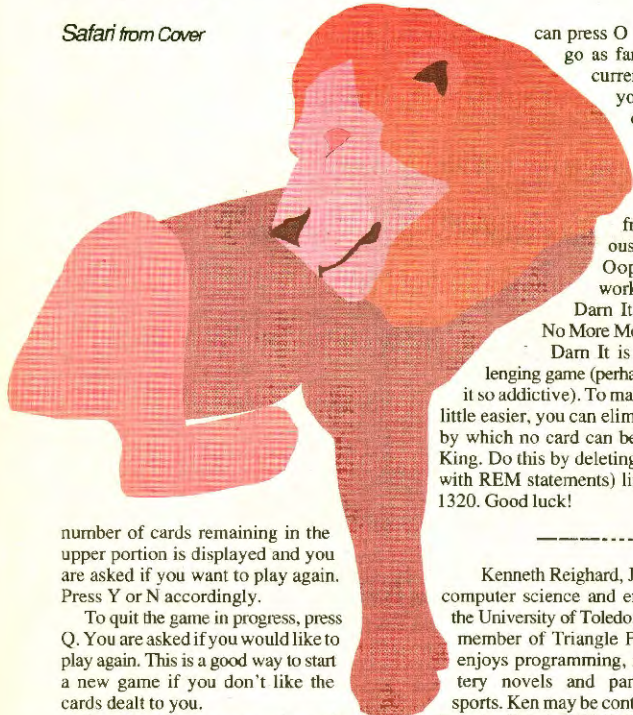 Safari from Cover
number of cards remaining in the
upper portion is displayed and you
are asked if you want to play again.
Press Y or N accordingly.
To quit the game in progress, press
Q. You are asked if you would like to
play again. This is a good way to start
a new game if you don't like the
cards dealt to you.
can press O
go as far
curren
yo
fr
ous
Oop
work
Darn It
No More Mo
Darn It is
lenging game (perha
it so addictive). To ma
little easier, you can elim
by which no card can be
King. Do this by deleting
with REM statements) li
1320. Good luck!
Kenneth Reighard, J
computer science and e
the University of Toledo
member of Triangle F
enjoys programming,
tery novels and par
sports. Ken may be cont